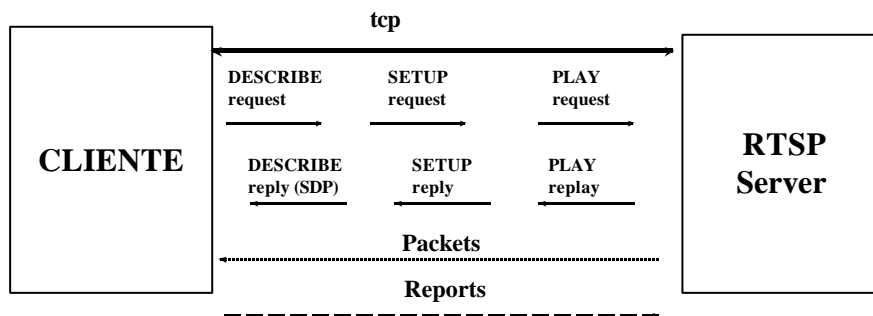 tcp
DESCRIBE
request
SETUP
request
PLAY
request
CLIENTE
RTSP
Server
DESCRIBE
reply (SDP)
SETUP
reply
PLAY
replay
Packets
Reports